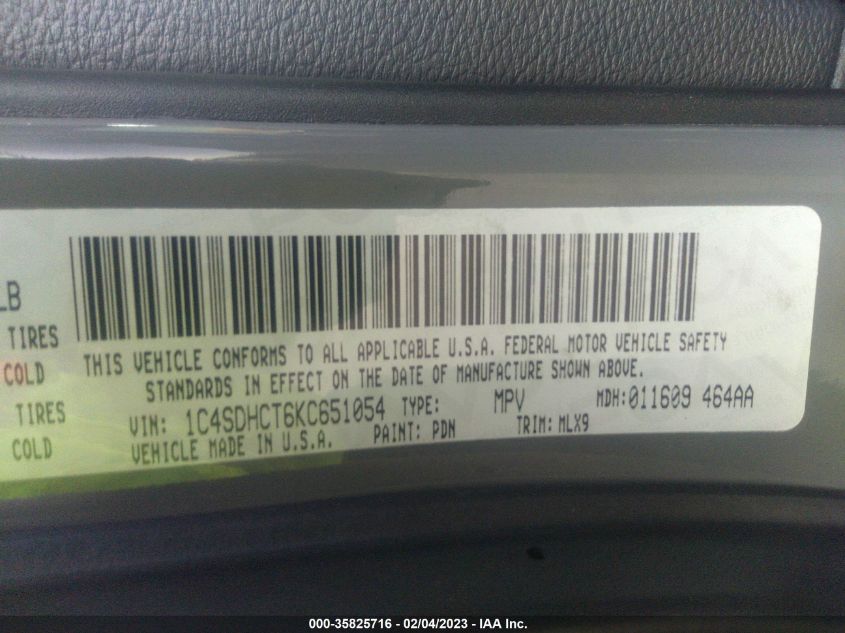 LB
TIRES
COLD
TIRES
COLD
THIS VEHICLE CONFORMS TO ALL APPLICABLE U.S.A. FEDERAL MOTOR VEHICLE SAFETY
STANDARDS IN EFFECT ON THE DATE OF MANUFACTURE SHOWN ABOVE.
VIN: 1C4SDHCT6KC651054 TYPE: MPV MDH:011609 464AA
VEHICLE MADE IN U.S.A. PAINT: PDN TRIM: MLX9
000-35825716 - 02/04/2023 - IAA Inc.